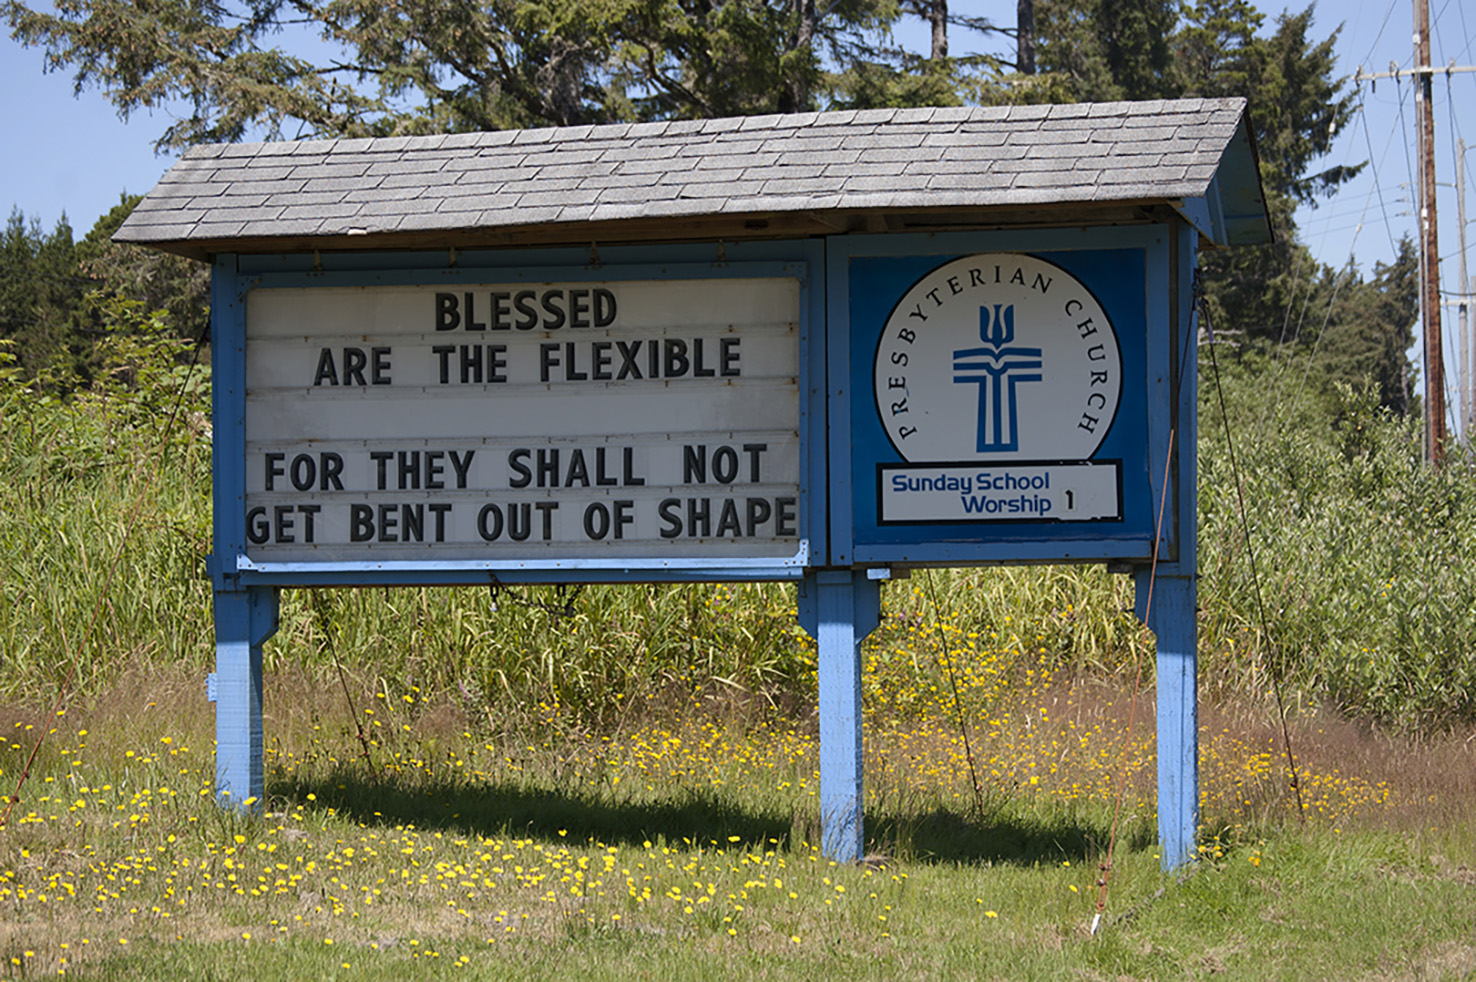 BLESSED
ARE THE FLEXIBLE
FOR THEY SHALL NOT
GET BENT OUT OF SHAPE
PRESBYTERIAN CHURCH
Sunday School
Worship 1